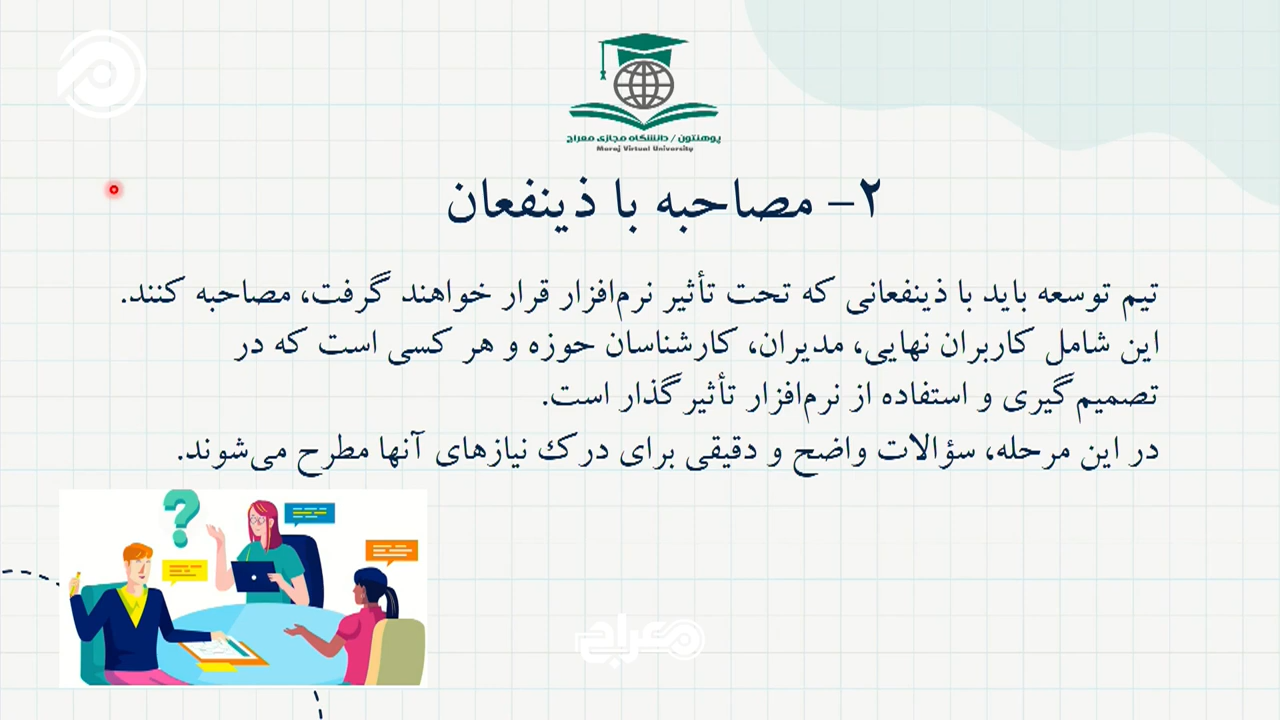 پوهنتون / دانشگاه مجازی معراج
Meraj Virtual University
۲- مصاحبه با ذینفعان
تیم توسعه باید با ذینفعانی که تحت تأثیر نرم‌افزار قرار خواهند گرفت، مصاحبه کنند.
این شامل کاربران نهایی، مدیران، کارشناسان حوزه و هر کسی است که در
تصمیم‌گیری و استفاده از نرم‌افزار تأثیرگذار است.
در این مرحله، سؤالات واضح و دقیقی برای درک نیازهای آنها مطرح می‌شوند.
?
معراج